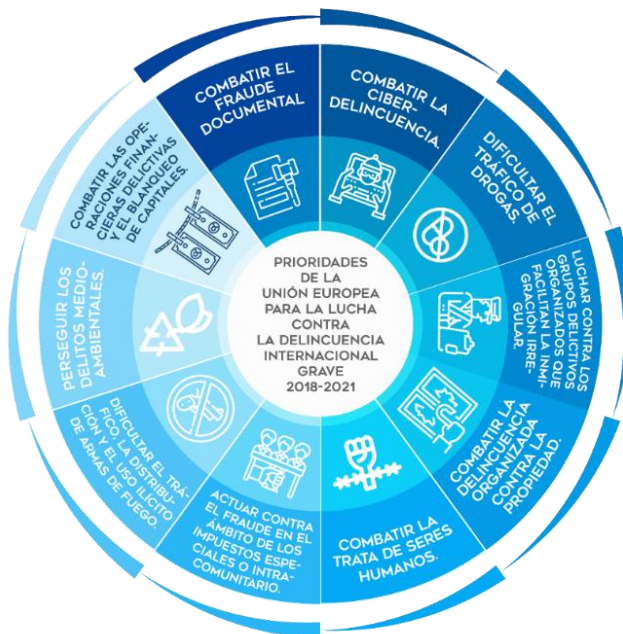 PRIORIDADES
DE LA
UNIÓN EUROPEA
PARA LA LUCHA
CONTRA
LA DELINCUENCIA
INTERNACIONAL
GRAVE
2018-2021
COMBATIR EL
FRAUDE
DOCUMENTAL
COMBATIR LA
CIBER-
DELINCUENCIA.
DIFICULTAR EL
TRÁFICO DE
DROGAS.
LUCHAR CONTRA LOS
GRUPOS DELICTIVOS
ORGANIZADOS QUE
FACILITAN LA INMI-
GRACIÓN IRRE-
GULAR.
COMBATIR LA
DELINCUENCIA
ORGANIZADA
CONTRA LA
PROPIEDAD.
COMBATIR LA
TRATA DE SERES
HUMANOS.
ACTUAR CONTRA
EL FRAUDE EN EL
ÁMBITO DE LOS
IMPUESTOS ESPE-
CIALES O INTRA-
COMUNITARIO.
DIFICULTAR EL TRÁ-
FICO, LA DISTRIBU-
CIÓN Y EL USO ILÍCITO
DE ARMAS DE FUEGO.
PERSEGUIR LOS
DELITOS MEDIO-
AMBIENTALES.
COMBATIR LAS OPE-
RACIONES FINAN-
CIERAS DELICTIVAS
Y EL BLANQUEO
DE CAPITALES.